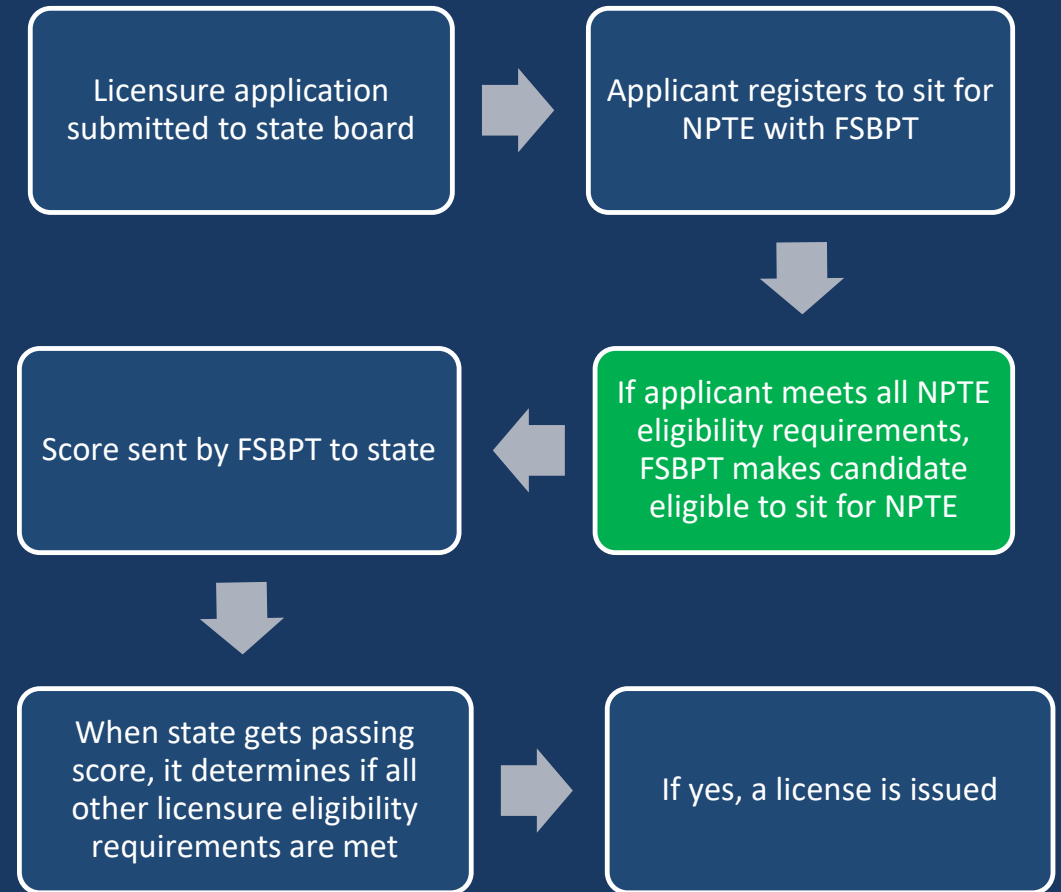 Licensure application
submitted to state board
Applicant registers to sit for
NPTE with FSBPT
If applicant meets all NPTE
eligibility requirements,
FSBPT makes candidate
eligible to sit for NPTE
Score sent by FSBPT to state
When state gets passing
score, it determines if all
other licensure eligibility
requirements are met
If yes, a license is issued